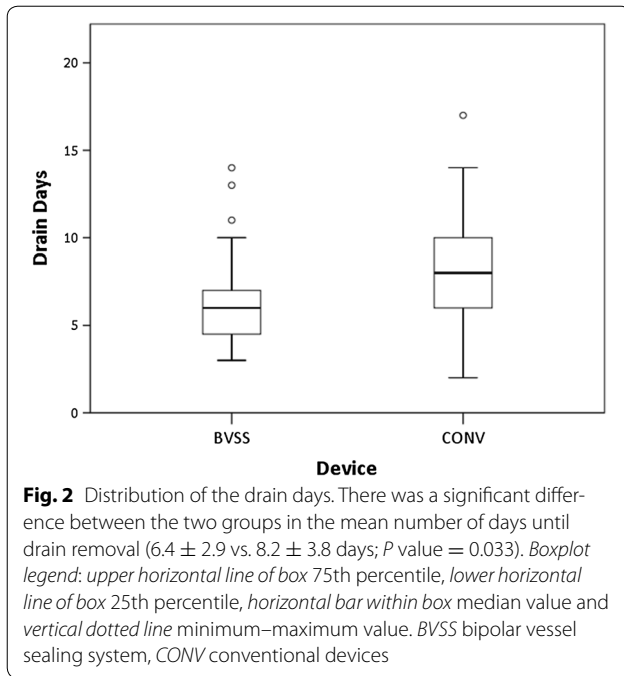 20
15
10
5
0
Drain Days
BVSS CONV
Device
Fig. 2 Distribution of the drain days. There was a significant differ-
ence between the two groups in the mean number of days until
drain removal (6.4 ± 2.9 vs. 8.2 ± 3.8 days; P value = 0.033). Boxplot
legend: upper horizontal line of box 75th percentile, lower horizontal
line of box 25th percentile, horizontal bar within box median value and
vertical dotted line minimum–maximum value. BVSS bipolar vessel
sealing system, CONV conventional devices